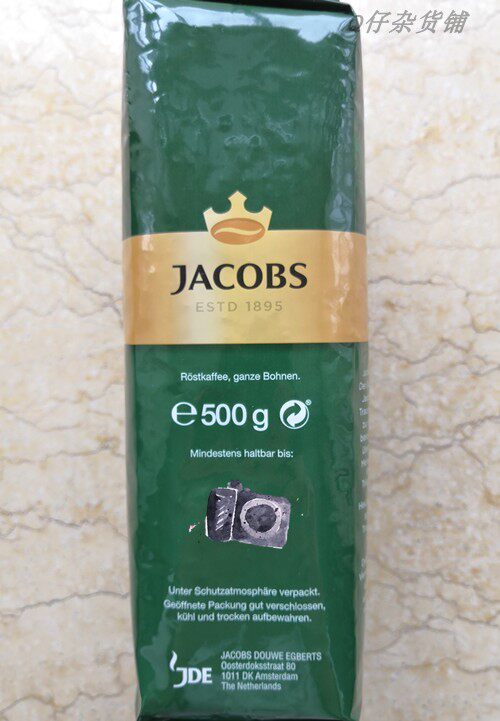 Q仔杂货铺
JACOBS
ESTD 1895
Röstkaffee, ganze Bohnen.
℮ 500 g
Mindestens haltbar bis:
Unter Schutzatmosphäre verpackt.
Geöffnete Packung gut verschlossen,
kühl und trocken aufbewahren.
JDE
JACOBS DOUWE EGBERTS
Oosterdoksstraat 80
1011 DK Amsterdam
The Netherlands